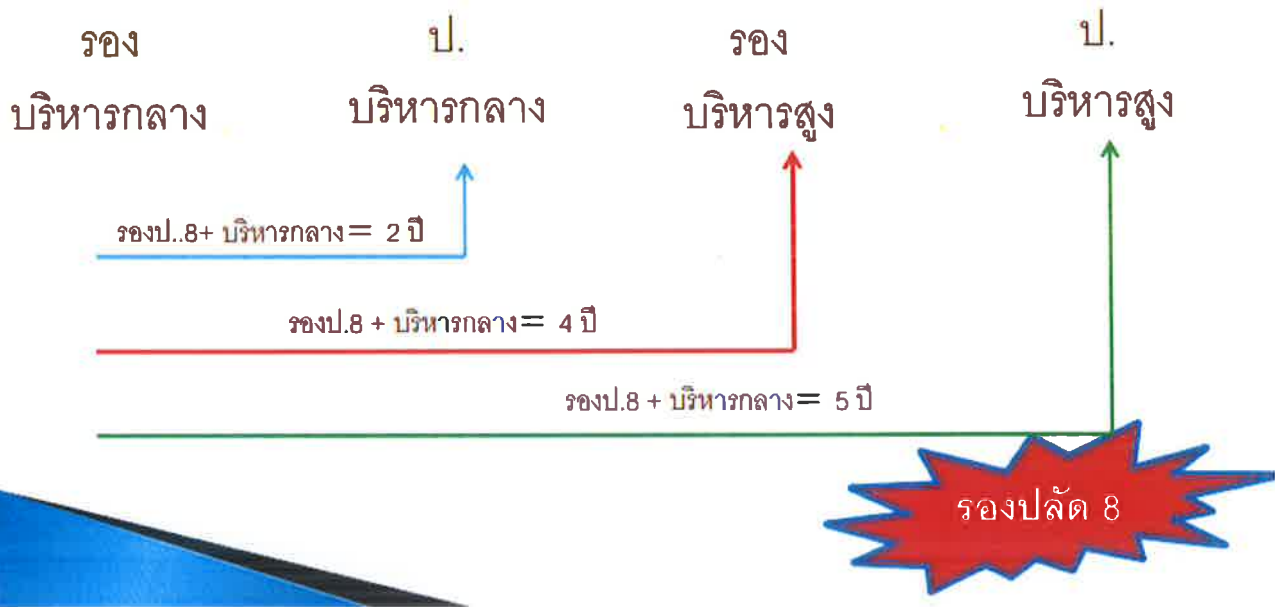 รอง ป. รอง ป.
บริหารกลาง บริหารกลาง บริหารสูง บริหารสูง
รองป..8+ บริหารกลาง= 2 ปี
รองป.8 + บริหารกลาง= 4 ปี
รองป.8 + บริหารกลาง= 5 ปี
รองปลัด 8